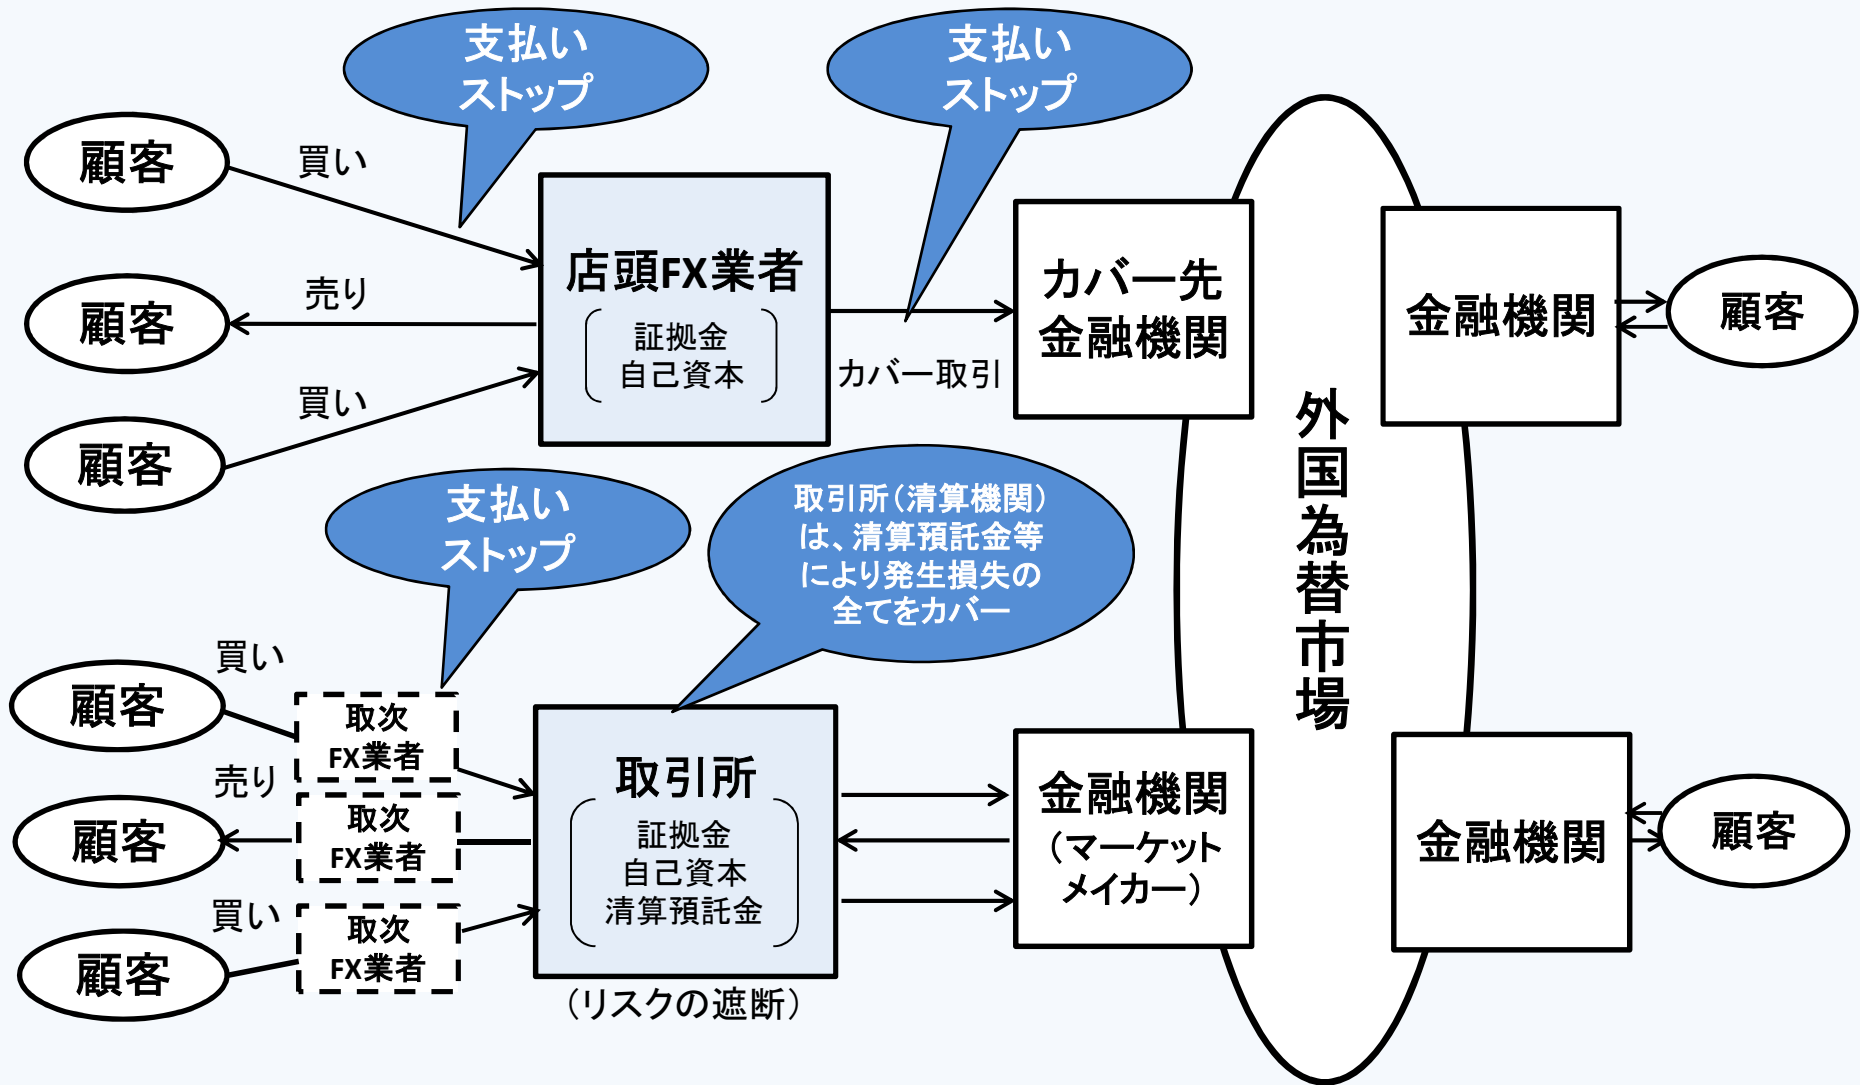 支払い
ストップ
支払い
ストップ
顧客
買い
顧客
売り
顧客
買い
店頭FX業者
証拠金
自己資本
カバー取引
カバー先
金融機関
金融機関
顧客
外国為替市場
支払い
ストップ
取引所（清算機関）
は、清算預託金等
により発生損失の
全てをカバー
顧客
買い
取次
FX業者
顧客
売り
取次
FX業者
顧客
買い
取次
FX業者
取引所
証拠金
自己資本
清算預託金
（リスクの遮断）
金融機関
（マーケット
メイカー）
金融機関
顧客